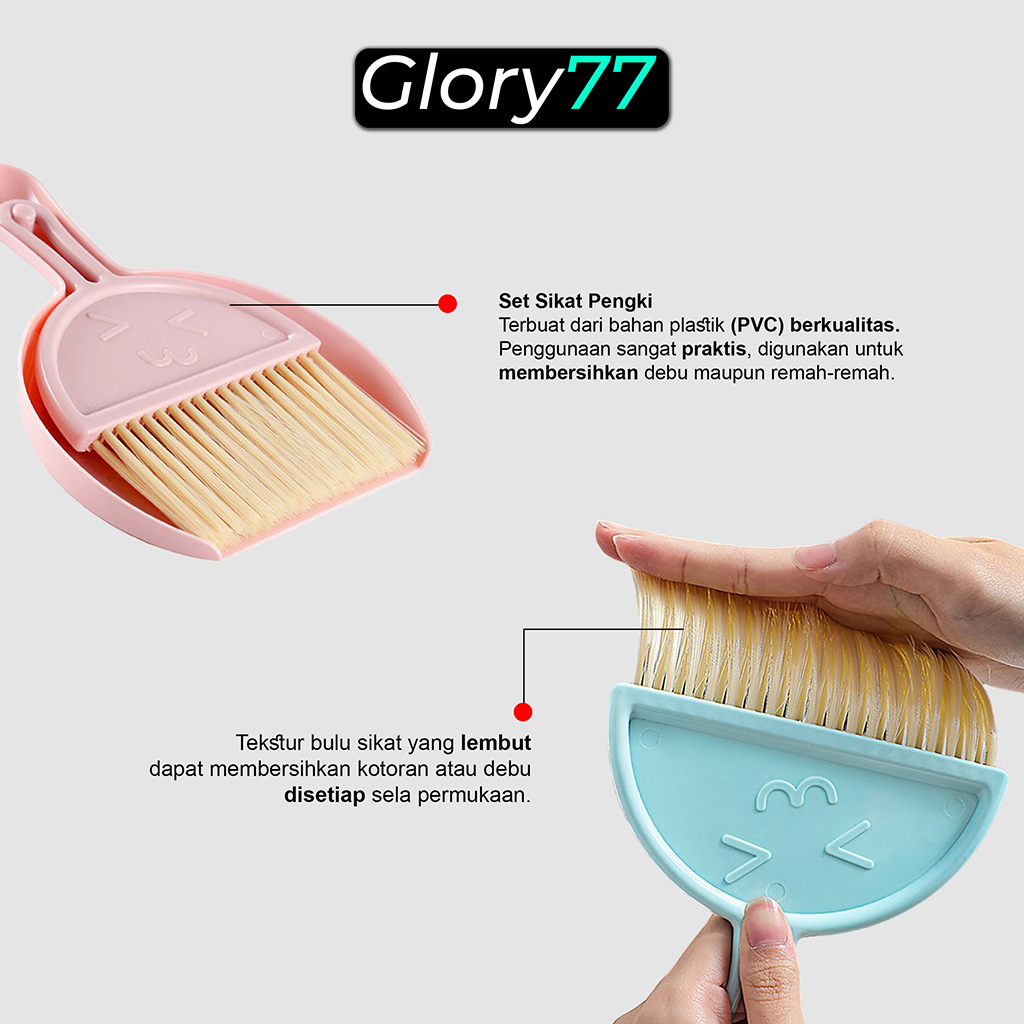 Glory77
Set Sikat Pengki
Terbuat dari bahan plastik (PVC) berkualitas.
Penggunaan sangat praktis, digunakan untuk
membersihkan debu maupun remah-remah.
Tekstur bulu sikat yang lembut
dapat membersihkan kotoran atau debu
disetiap sela permukaan.